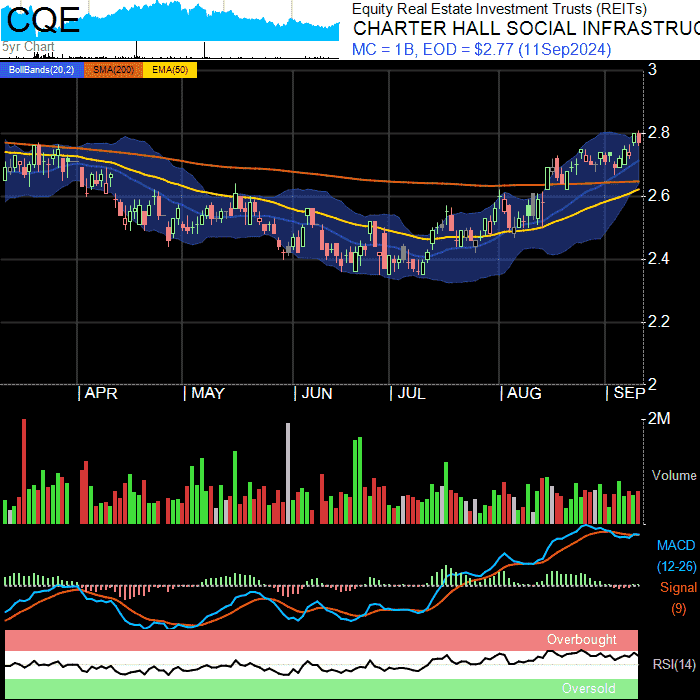 CQE
5yr Chart
Equity Real Estate Investment Trusts (REITs)
CHARTER HALL SOCIAL INFRASTRUC
MC = 1B, EOD = $2.77 (11Sep2024)
BollBands(20,2) SMA(200) EMA(50)
3
2.8
2.6
2.4
2.2
2
APR MAY JUN JUL AUG SEP
2M
Volume
MACD
(12-26)
Signal
(9)
Overbought
RSI(14)
Oversold